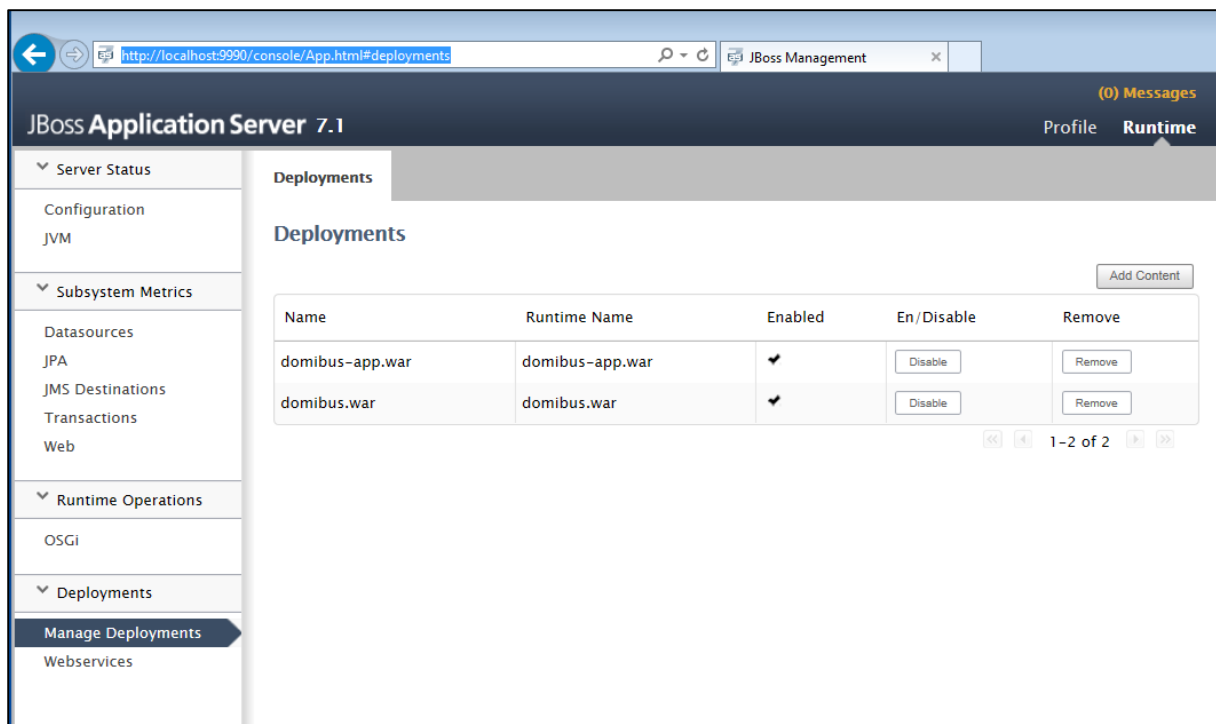 http://localhost:9990/console/App.html#deployments
JBoss Management
(0) Messages
JBoss Application Server 7.1
Profile Runtime
Server Status
Configuration
JVM
Subsystem Metrics
Datasources
JPA
JMS Destinations
Transactions
Web
Runtime Operations
OSGi
Deployments
Manage Deployments
Webservices
Deployments
Deployments
Add Content
Name Runtime Name Enabled En/Disable Remove
domibus-app.war domibus-app.war Disable Remove
domibus.war domibus.war Disable Remove
1-2 of 2